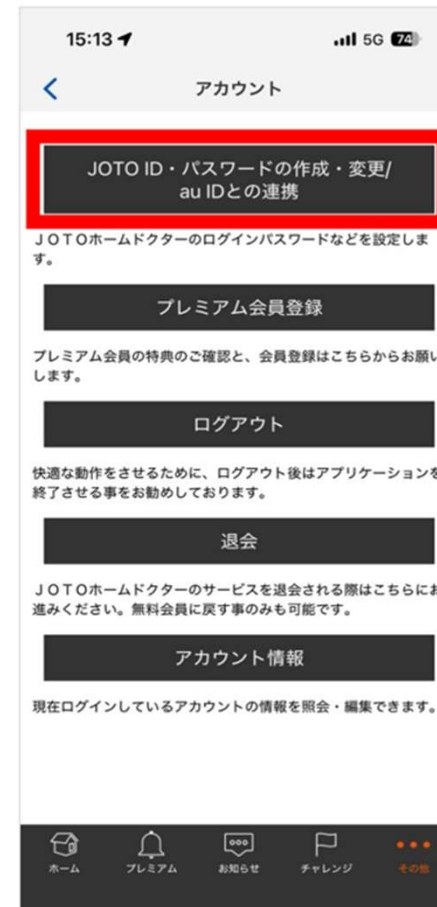 15:13
5G 74
アカウント
JOTO ID・パスワードの作成・変更/
au IDとの連携
ＪＯＴＯホームドクターのログインパスワードなどを設定しま
す。
プレミアム会員登録
プレミアム会員の特典のご確認と、会員登録はこちらからお願い
します。
ログアウト
快適な動作をさせるために、ログアウト後はアプリケーションを
終了させる事をお勧めしております。
退会
ＪＯＴＯホームドクターのサービスを退会される際はこちらにお
進みください。無料会員に戻す事のみも可能です。
アカウント情報
現在ログインしているアカウントの情報を照会・編集できます。
ホーム
プレミアム
お知らせ
チャレンジ
その他